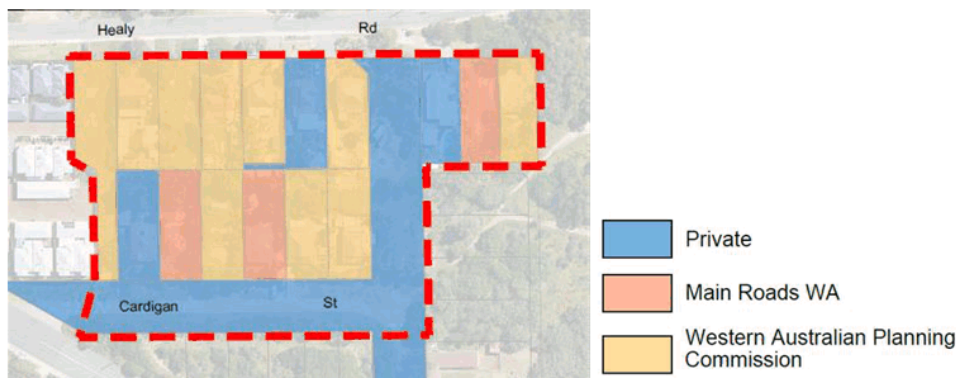 Healy Rd
Cardigan St
Private
Main Roads WA
Western Australian Planning
Commission